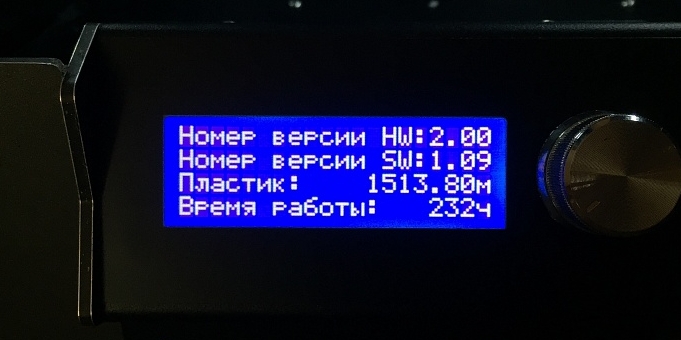 Номер версии HW:2.00
Номер версии SW:1.09
Пластик: 1513.80м
Время работы: 232ч